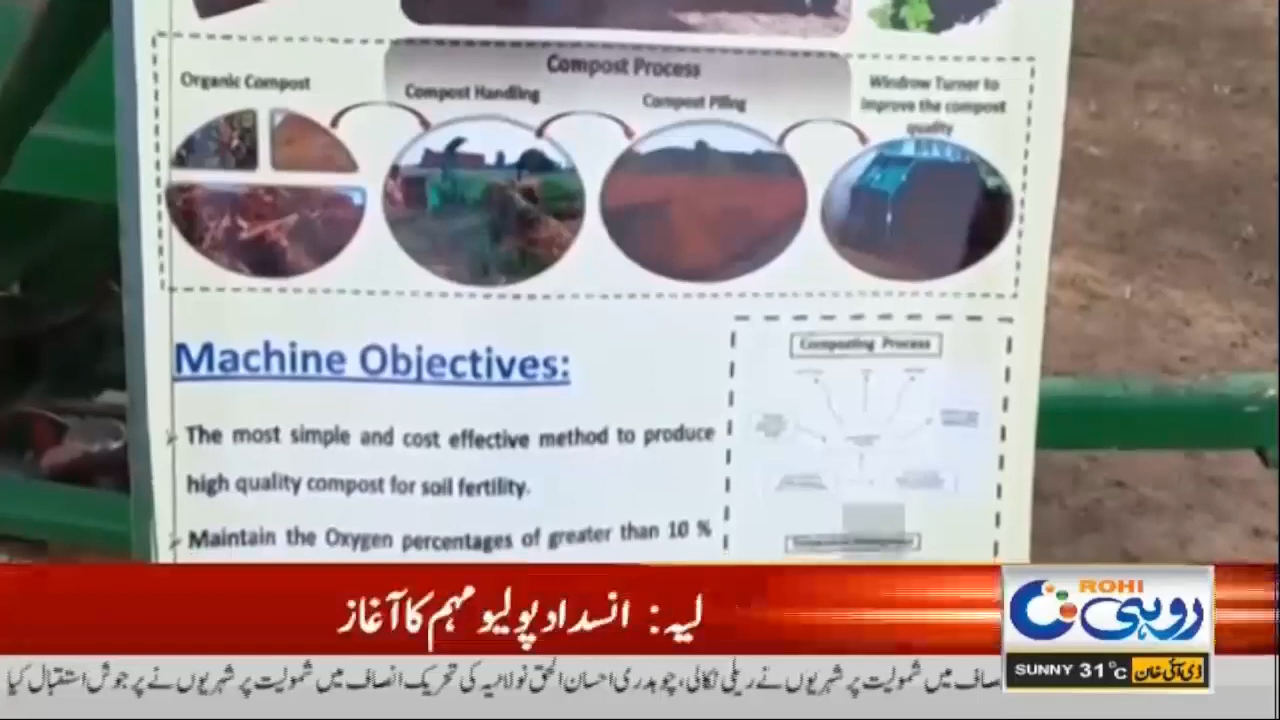 Compost Process
Organic Compost
Compost Handling
Compost Piling
Windrow Turner to
improve the compost
quality
Machine Objectives:
The most simple and cost effective method to produce
high quality compost for soil fertility.
Maintain the Oxygen percentages of greater than 10 %
Composting Process
لیہ: انسداد پولیو مہم کا آغاز
ROHI
روہی
SUNNY 31°C ڈی آئی خان
صاف میں شمولیت پر شہریوں نے ریلی نکالی، چوہدری احسان الحق نولاٹیہ کی تحریک انصاف میں شمولیت پر شہریوں نے پرجوش استقبال کیا